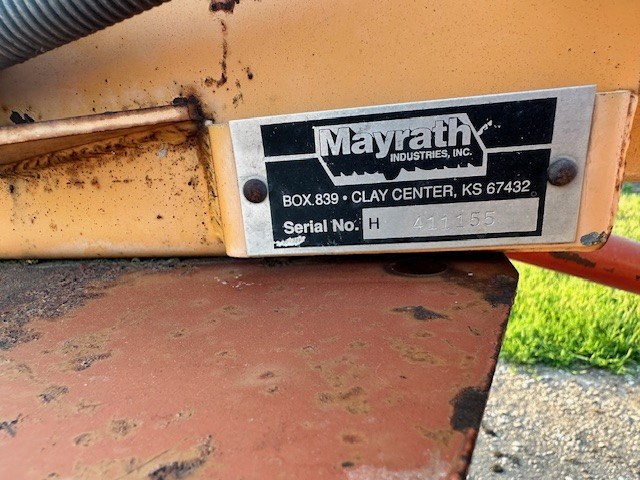 Mayrath
INDUSTRIES, INC.
BOX.839 • CLAY CENTER, KS 67432
Serial No. H 411155